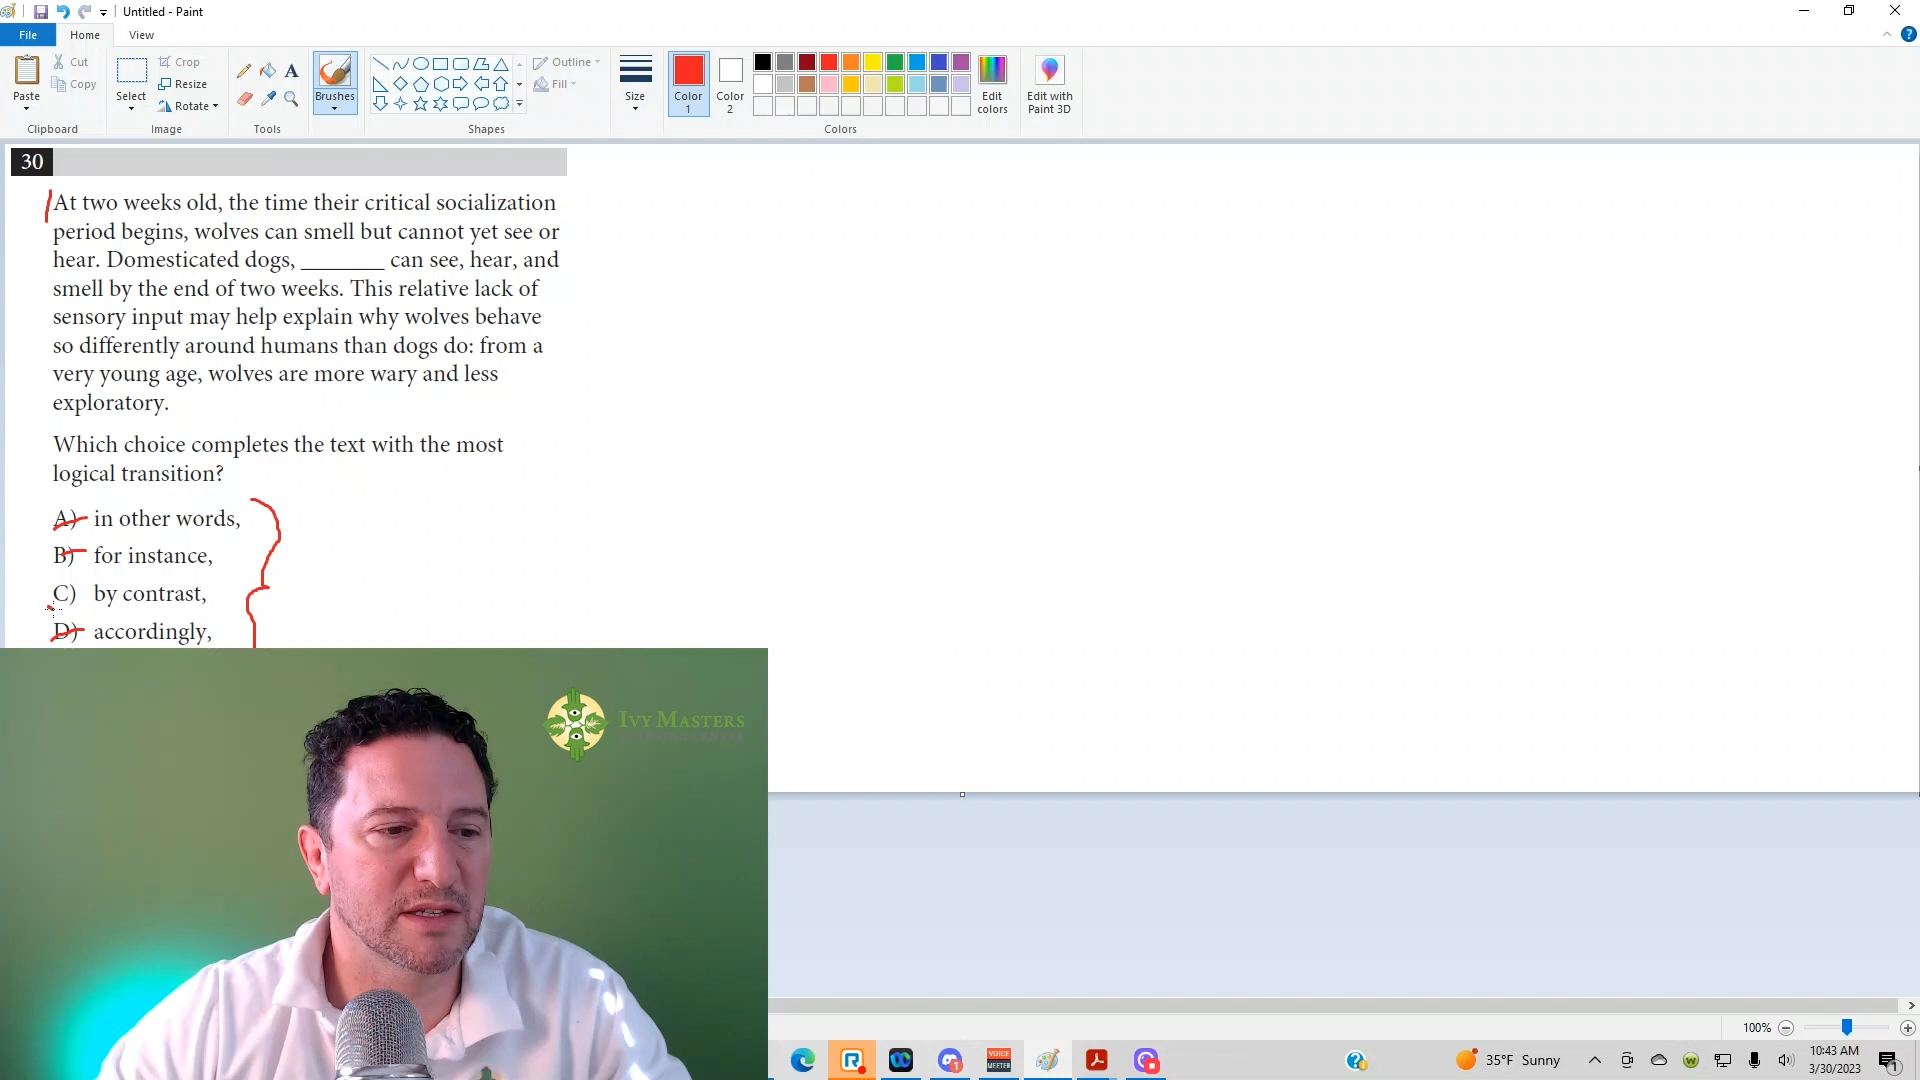 Untitled - Paint
File
Home
View
Paste
Cut
Copy
Clipboard
Select
Crop
Resize
Rotate
Image
Tools
Brushes
Shapes
Outline
Fill
Size
Color
1
Color
2
Colors
Edit
colors
Edit with
Paint 3D
30
At two weeks old, the time their critical socialization
period begins, wolves can smell but cannot yet see or
hear. Domesticated dogs, _______ can see, hear, and
smell by the end of two weeks. This relative lack of
sensory input may help explain why wolves behave
so differently around humans than dogs do: from a
very young age, wolves are more wary and less
exploratory.
Which choice completes the text with the most
logical transition?
A) in other words,
B) for instance,
C) by contrast,
D) accordingly,
IVY MASTERS
100%
VOICE
MEETER
35°F Sunny
10:43 AM
3/30/2023